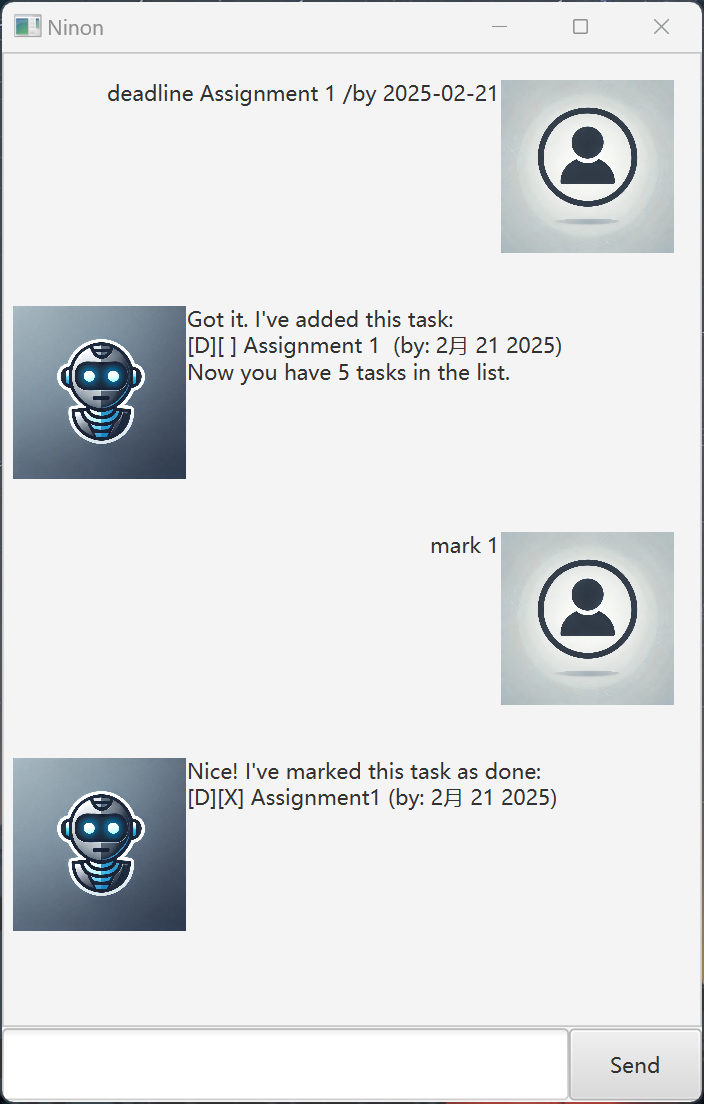 Ninon
deadline Assignment 1 /by 2025-02-21
Got it. I've added this task:
[D][ ] Assignment 1  (by: 2月 21 2025)
Now you have 5 tasks in the list.
mark 1
Nice! I've marked this task as done:
[D][X] Assignment1 (by: 2月 21 2025)
Send